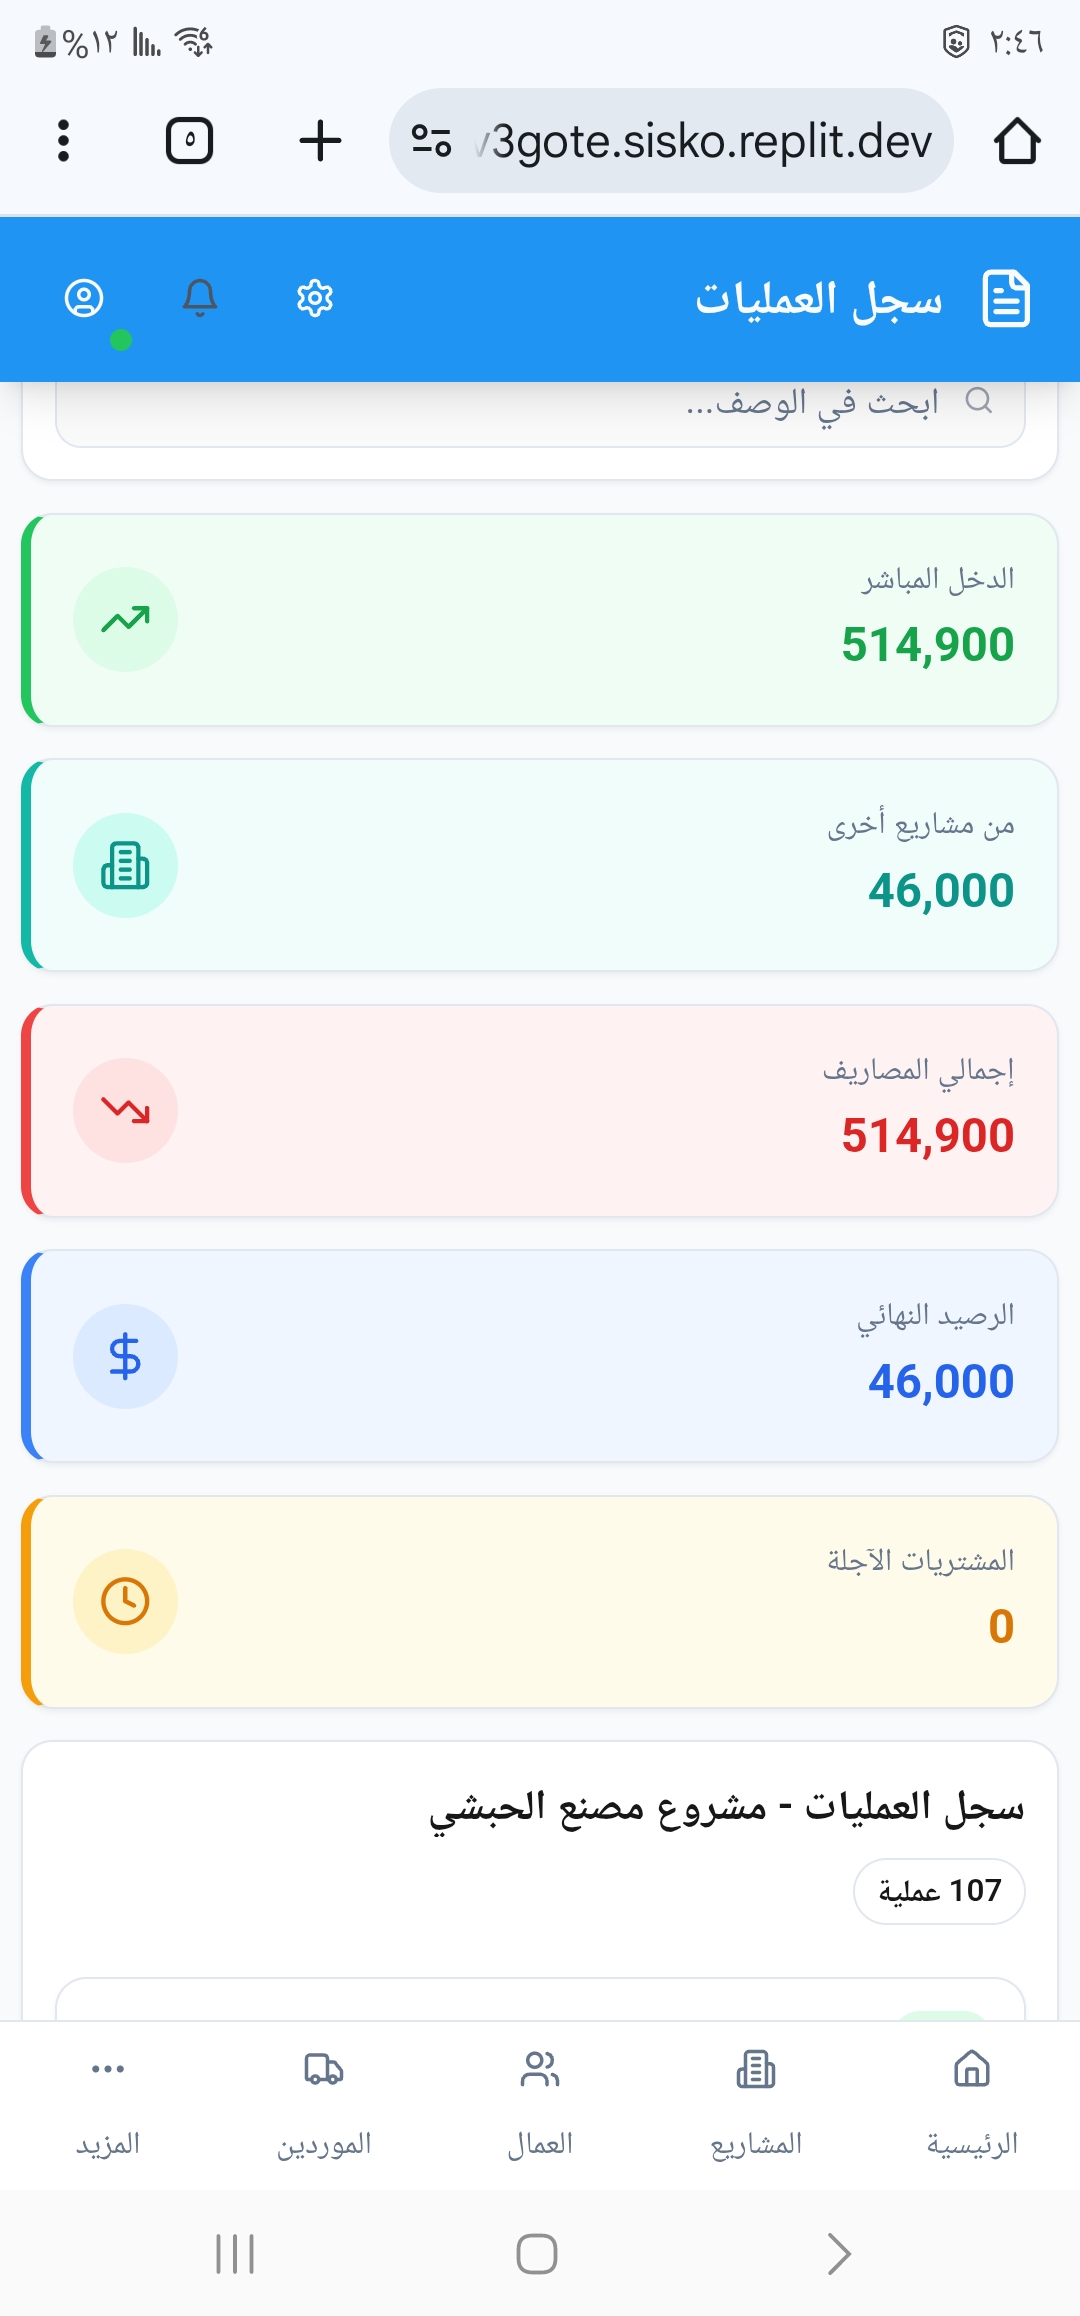 ٢:٤٦
%١٢
6
v3gote.sisko.replit.dev
٥
سجل العمليات
ابحث في الوصف...
الدخل المباشر
514,900
من مشاريع أخرى
46,000
إجمالي المصاريف
514,900
الرصيد النهائي
46,000
المشتريات الآجلة
0
سجل العمليات - مشروع مصنع الحبشي
107 عملية
الرئيسية
المشاريع
العمال
الموردين
المزيد